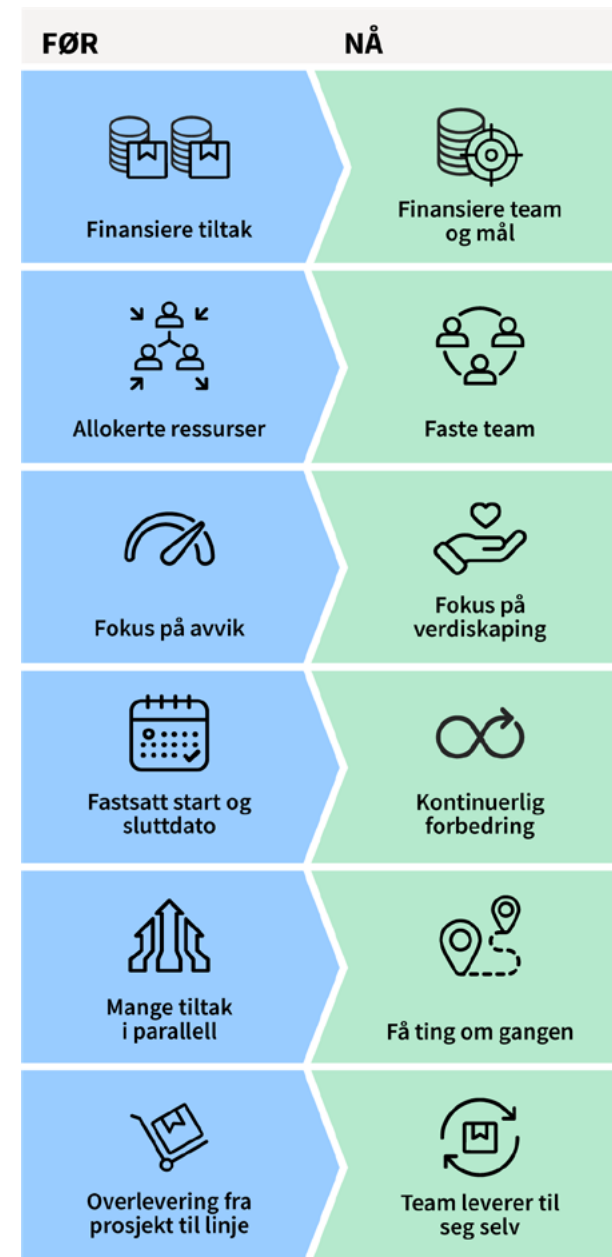 FØR
NÅ
Finansiere tiltak
Finansiere team
og mål
Allokerte ressurser
Faste team
Fokus på avvik
Fokus på
verdiskaping
Fastsatt start og
sluttdato
Kontinuerlig
forbedring
Mange tiltak
i parallell
Få ting om gangen
Overlevering fra
prosjekt til linje
Team leverer til
seg selv